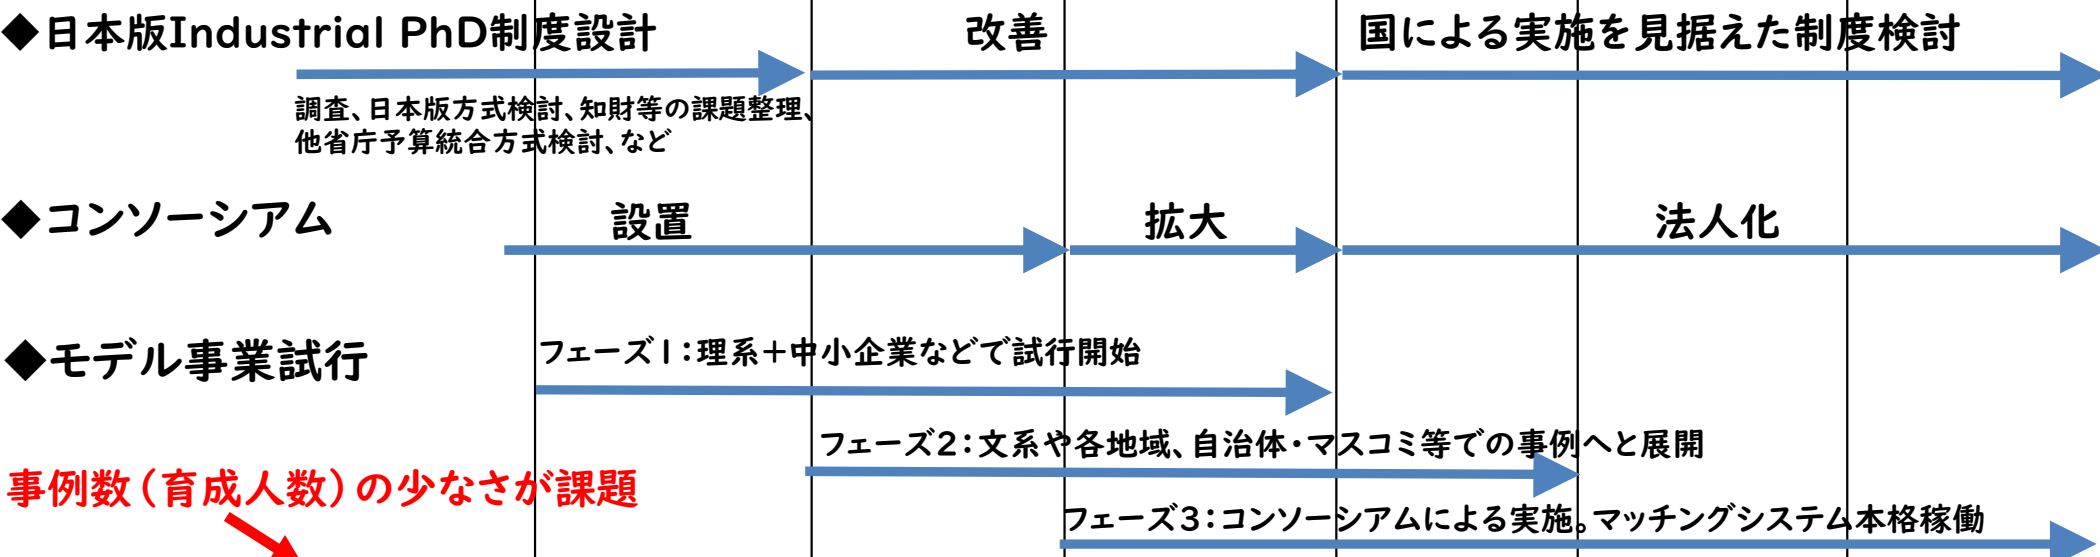 ◆日本版Industrial PhD制度設計
改善
国による実施を見据えた制度検討
調査、日本版方式検討、知財等の課題整理、
他省庁予算統合方式検討、など
◆コンソーシアム
設置
拡大
法人化
◆モデル事業試行
フェーズ1：理系＋中小企業などで試行開始
フェーズ2：文系や各地域、自治体・マスコミ等での事例へと展開
事例数（育成人数）の少なさが課題
フェーズ3：コンソーシアムによる実施。マッチングシステム本格稼働